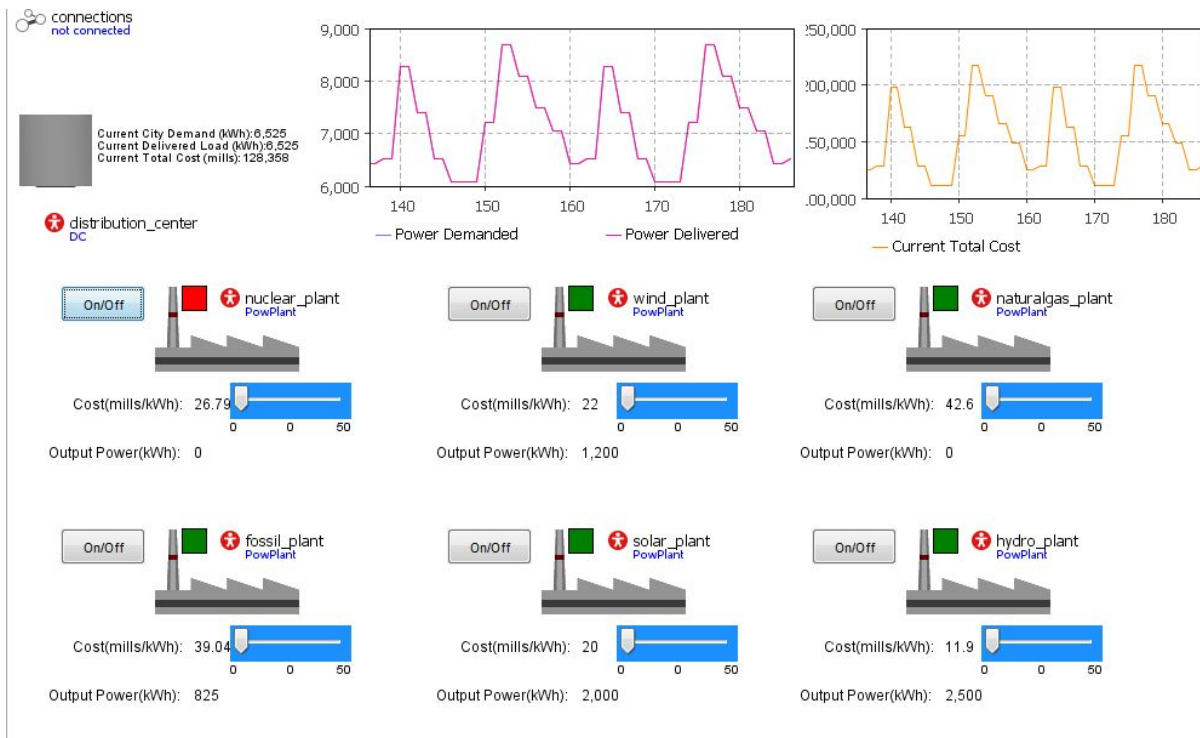 connections
not connected
9,000
8,000
7,000
6,000
140 150 160 170 180
Power Demanded Power Delivered
250,000
200,000
150,000
100,000
140 150 160 170 180
Current Total Cost
Current City Demand (kWh):6,525
Current Delivered Load (kWh):6,525
Current Total Cost (mills): 128,358
distribution_center
DC
On/Off
nuclear_plant
PowPlant
Cost(mills/kWh): 26.79
0 0 50
Output Power(kWh): 0
On/Off
wind_plant
PowPlant
Cost(mills/kWh): 22
0 0 50
Output Power(kWh): 1,200
On/Off
naturalgas_plant
PowPlant
Cost(mills/kWh): 42.6
0 0 50
Output Power(kWh): 0
On/Off
fossil_plant
PowPlant
Cost(mills/kWh): 39.04
0 0 50
Output Power(kWh): 825
On/Off
solar_plant
PowPlant
Cost(mills/kWh): 20
0 0 50
Output Power(kWh): 2,000
On/Off
hydro_plant
PowPlant
Cost(mills/kWh): 11.9
0 0 50
Output Power(kWh): 2,500